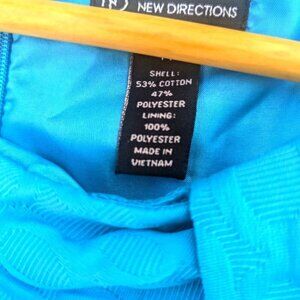 NEW DIRECTIONS
SHELL:
53% COTTON
47%
POLYESTER
LINING:
100%
POLYESTER
MADE IN
VIETNAM